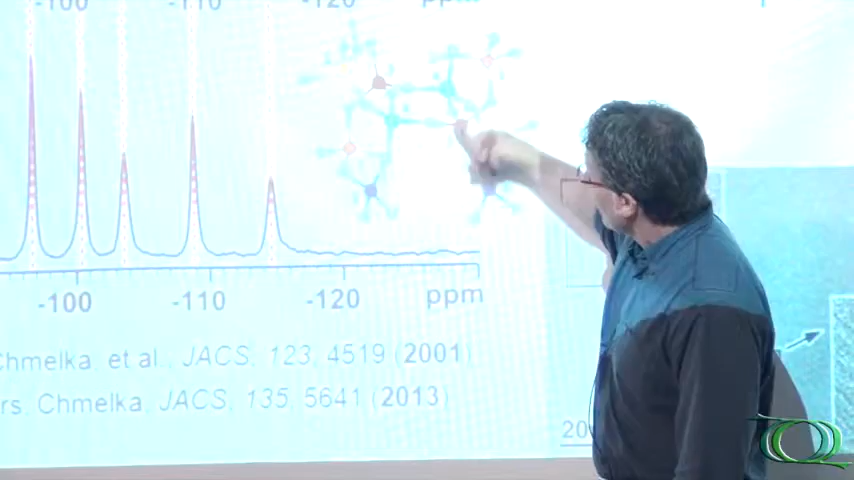 -100 -110 -120 ppm
-100 -110 -120 ppm
Chmelka, et al., JACS, 123, 4519 (2001)
rs, Chmelka, JACS, 135, 5641 (2013)
20